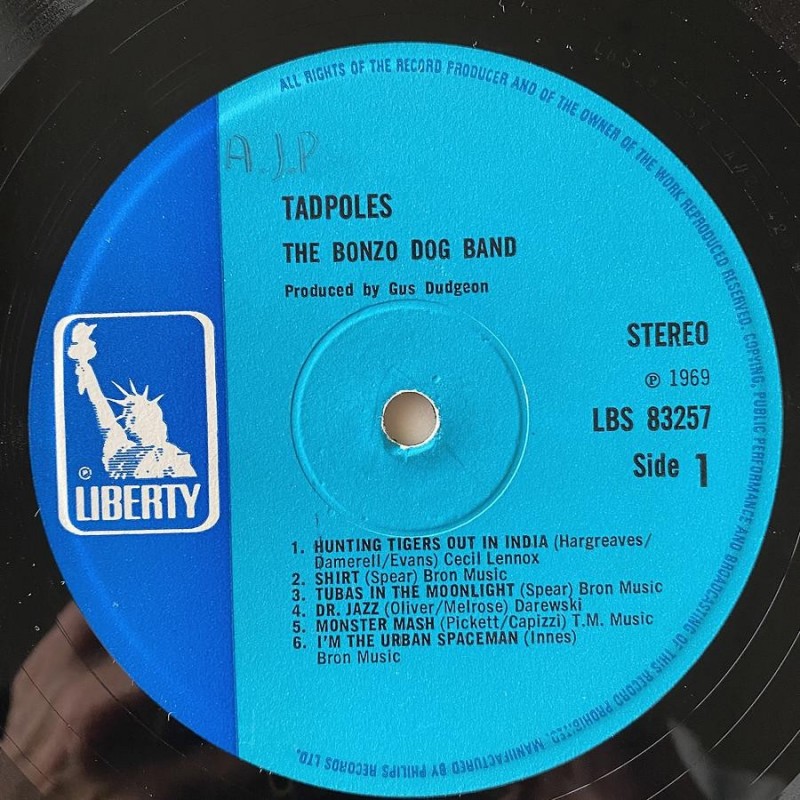 ALL RIGHTS OF THE RECORD PRODUCER AND OF THE OWNER OF THE WORK REPRODUCED RESERVED. COPYING, PUBLIC PERFORMANCE AND BROADCASTING OF THIS RECORD PROHIBITED. MANUFACTURED BY PHILIPS RECORDS LTD.
A.J.P
TADPOLES
THE BONZO DOG BAND
Produced by Gus Dudgeon
STEREO
℗ 1969
LBS 83257
Side 1
℗
LIBERTY
1. HUNTING TIGERS OUT IN INDIA (Hargreaves/
Damerell/Evans) Cecil Lennox
2. SHIRT (Spear) Bron Music
3. TUBAS IN THE MOONLIGHT (Spear) Bron Music
4. DR. JAZZ (Oliver/Melrose) Darewski
5. MONSTER MASH (Pickett/Capizzi) T.M. Music
6. I'M THE URBAN SPACEMAN (Innes)
Bron Music